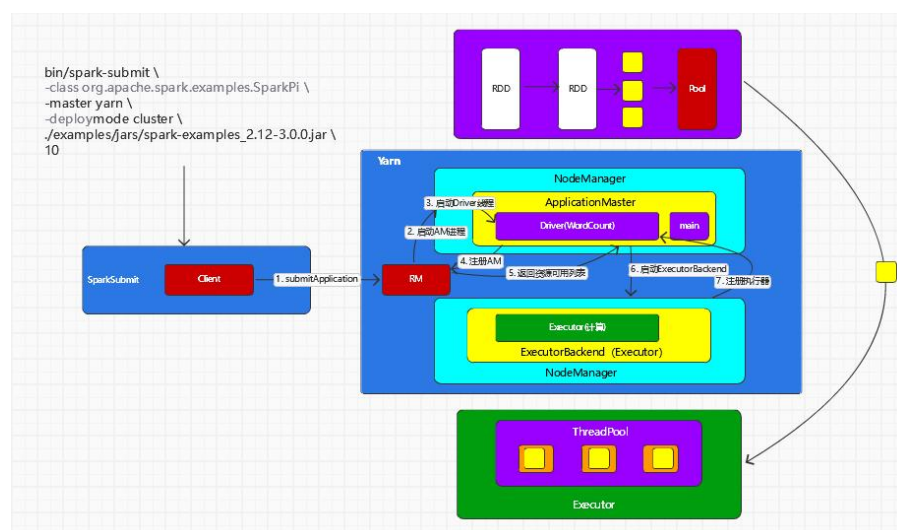 bin/spark-submit \
-class org.apache.spark.examples.SparkPi \
-master yarn \
-deploymode cluster \
./examples/jars/spark-examples_2.12-3.0.0.jar \
10
RDD
RDD
Pool
Yarn
NodeManager
ApplicationMaster
3. 启动Driver线程
Driver(WordCount)
main
2. 启动AM进程
4. 注册AM
5. 返回资源可用列表
6. 启动ExecutorBackend
7. 注册执行器
SparkSubmit
Client
1. submitApplication
RM
Executor(计算)
ExecutorBackend（Executor）
NodeManager
ThreadPool
Executor